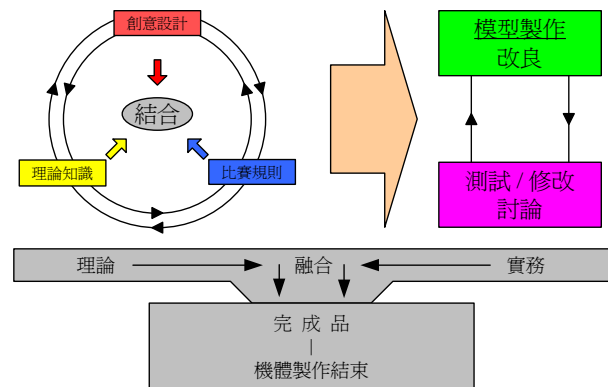 創意設計
結合
理論知識
比賽規則
模型製作
改良
測試 / 修改
討論
理論
融合
實務
完 成 品
|
機體製作結束